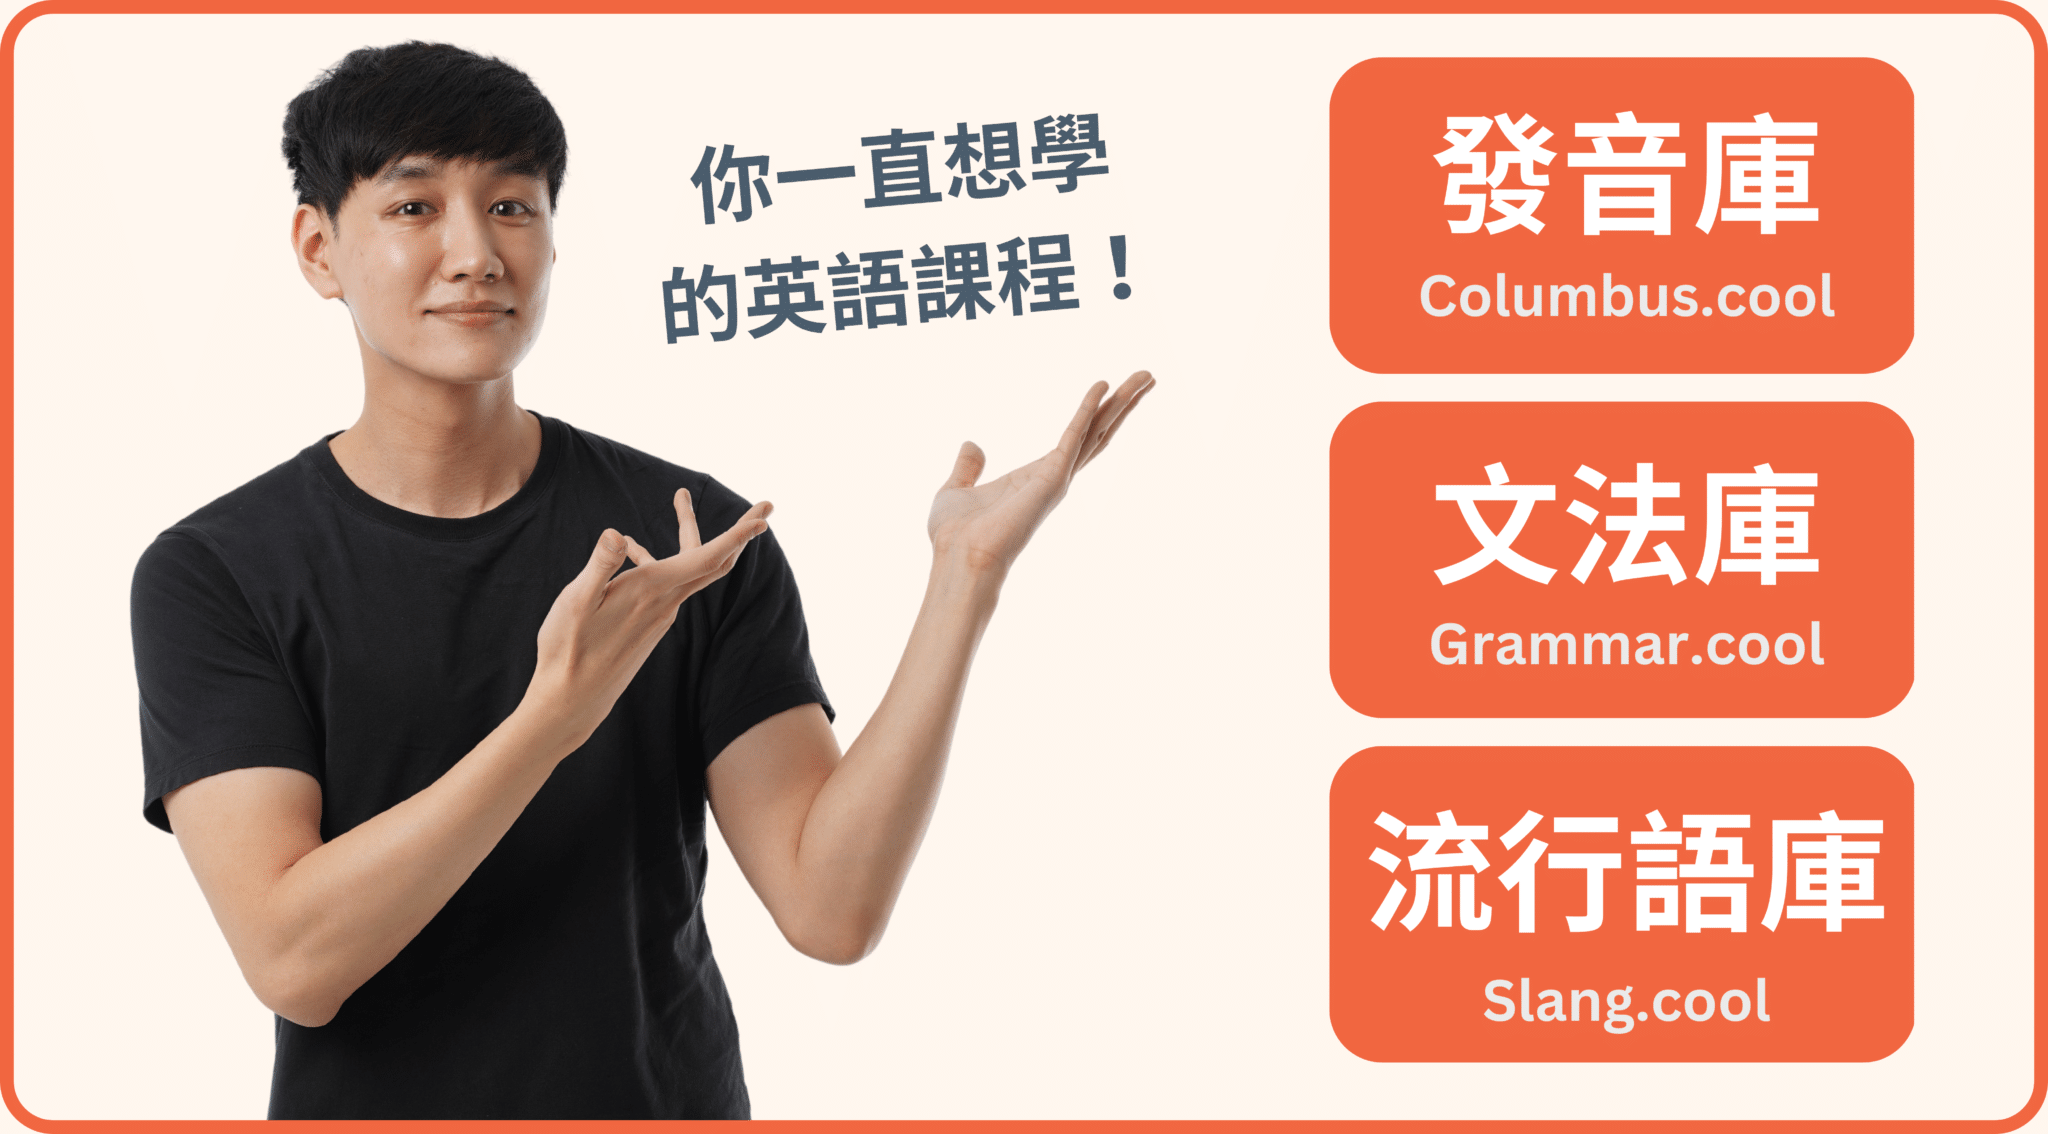 你一直想學
的英語課程！
發音庫
Columbus.cool
文法庫
Grammar.cool
流行語庫
Slang.cool